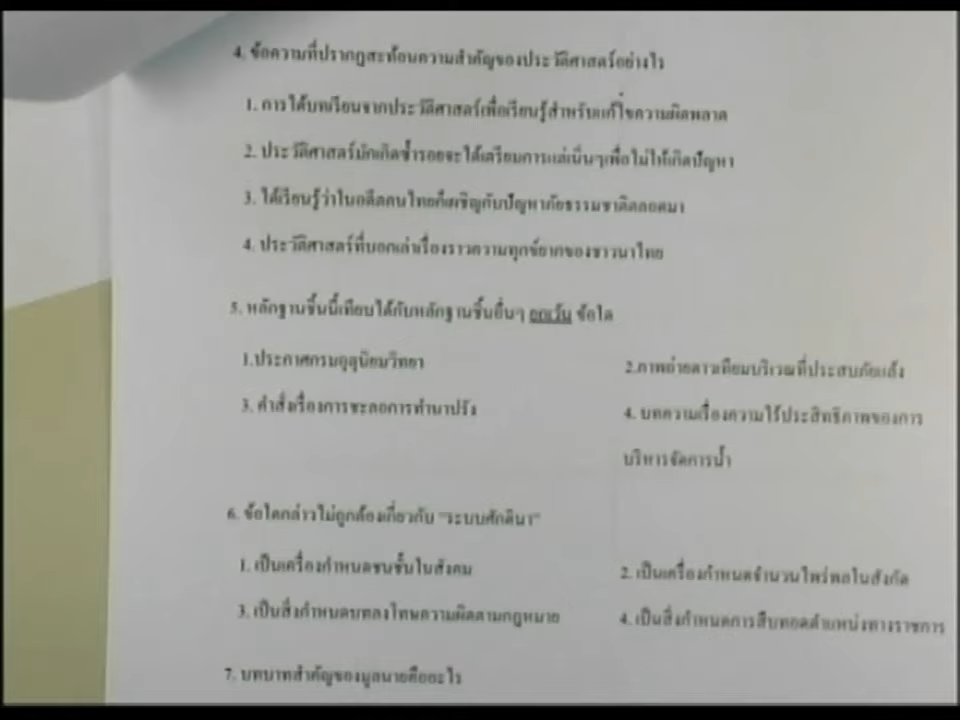 4. ข้อความที่ปรากฏสะท้อนความสำคัญของประวัติศาสตร์อย่างไร
1. การได้บทเรียนจากประวัติศาสตร์เพื่อเรียนรู้สำหรับแก้ไขความผิดพลาด
2. ประวัติศาสตร์มักเกิดซ้ำรอยจะได้เตรียมการแต่เนิ่นๆเพื่อไม่ให้เกิดปัญหา
3. ได้เรียนรู้ว่าในอดีตคนไทยก็เผชิญกับปัญหาภัยธรรมชาติตลอดมา
4. ประวัติศาสตร์ที่บอกเล่าเรื่องราวความทุกข์ยากของชาวนาไทย
5. หลักฐานชิ้นนี้เทียบได้กับหลักฐานชิ้นอื่นๆ ยกเว้น ข้อใด
1.ประกาศกรมอุตุนิยมวิทยา
2.ภาพถ่ายดาวเทียมบริเวณที่ประสบภัยแล้ง
3. คำสั่งเรื่องการชะลอการทำนาปรัง
4. บทความเรื่องความไร้ประสิทธิภาพของการ
บริหารจัดการน้ำ
6. ข้อใดกล่าวไม่ถูกต้องเกี่ยวกับ "ระบบศักดินา"
1. เป็นเครื่องกำหนดชนชั้นในสังคม
2. เป็นเครื่องกำหนดจำนวนไพร่พลในสังกัด
3. เป็นสิ่งกำหนดบทลงโทษความผิดตามกฎหมาย
4. เป็นสิ่งกำหนดการสืบทอดตำแหน่งทางราชการ
7. บทบาทสำคัญของมูลนายคืออะไร